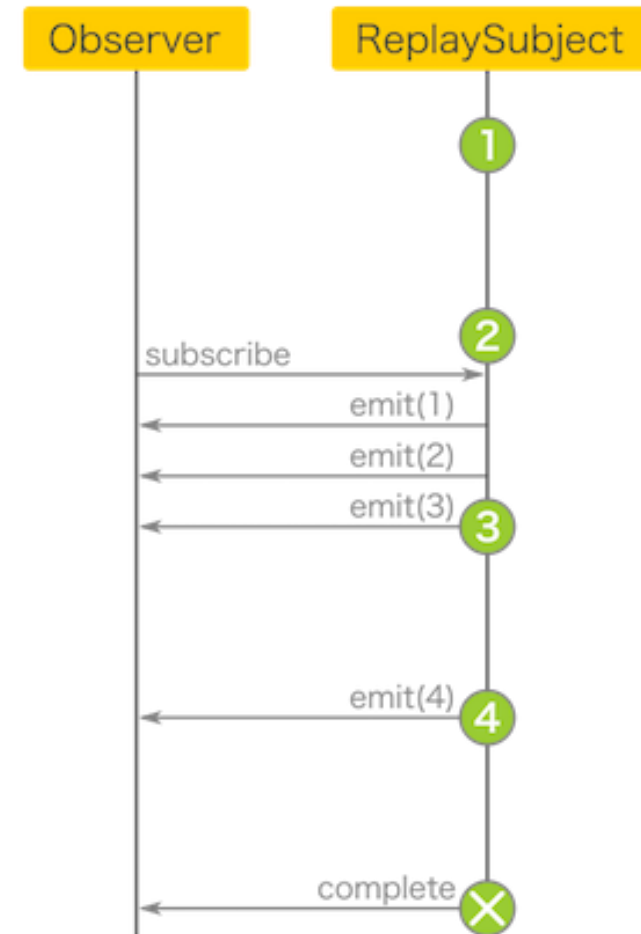 Observer
ReplaySubject
1
2
subscribe
emit(1)
emit(2)
emit(3)
3
emit(4)
4
complete